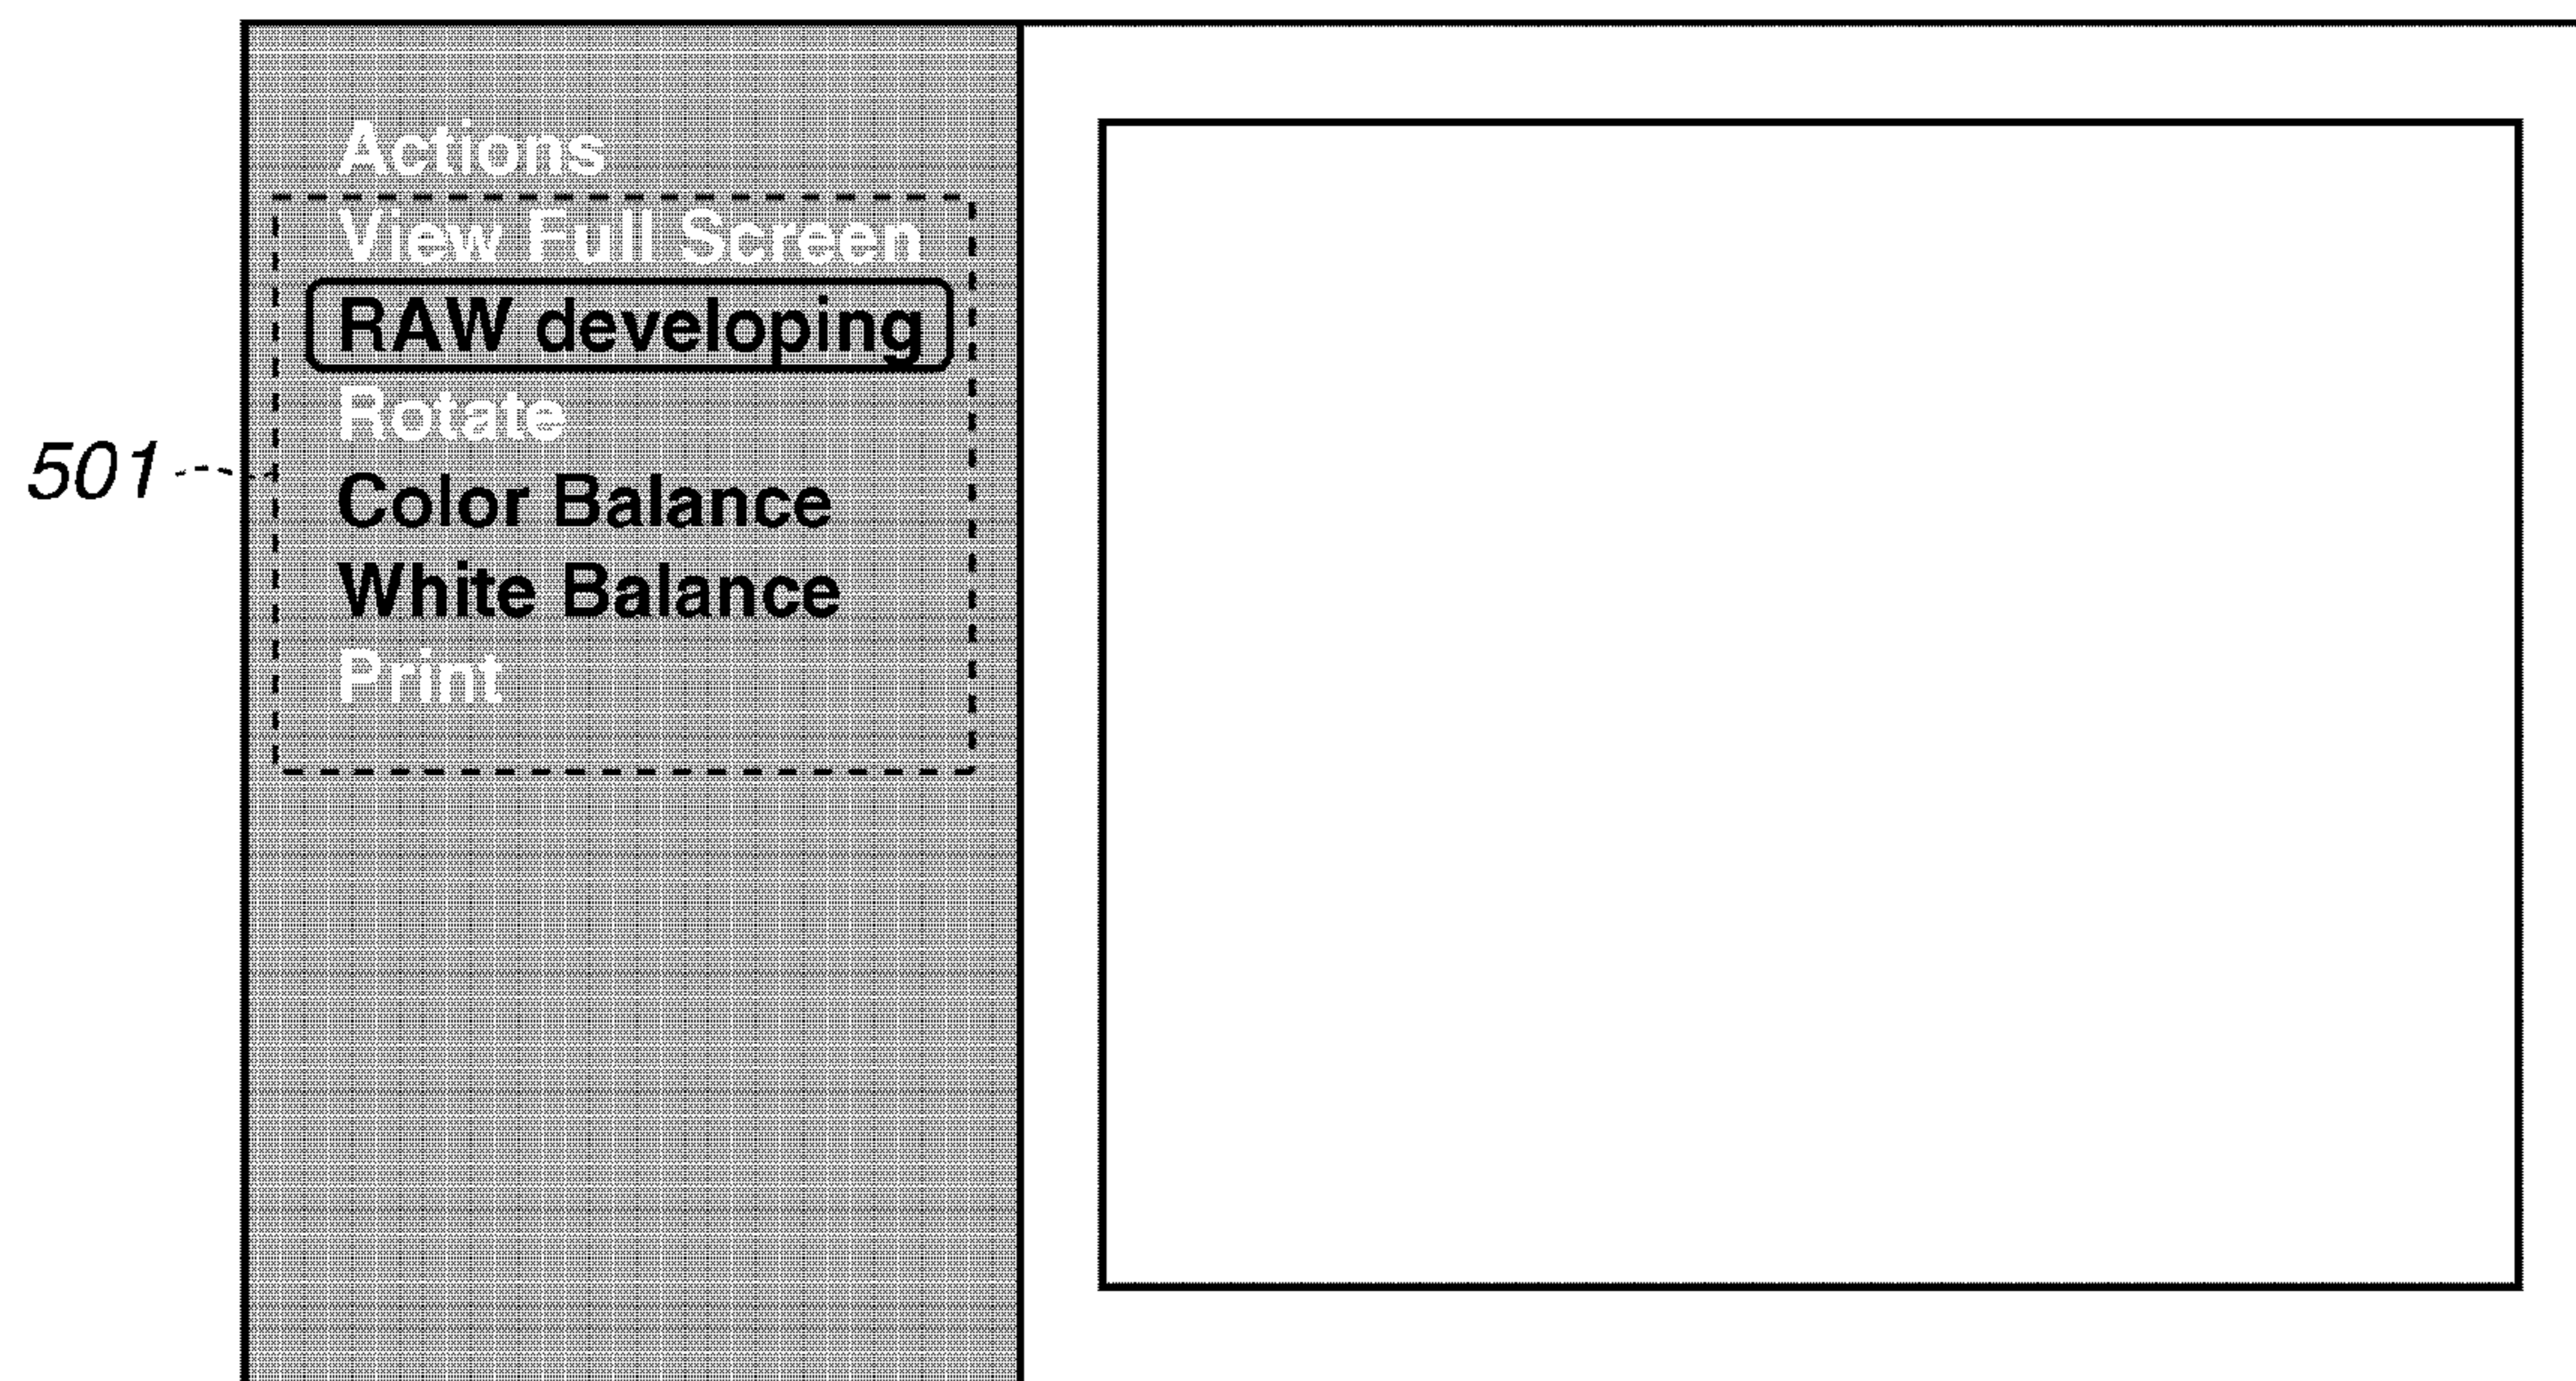 Actions
View Full Screen
RAW developing
Rotate
501
Color Balance
White Balance
Print